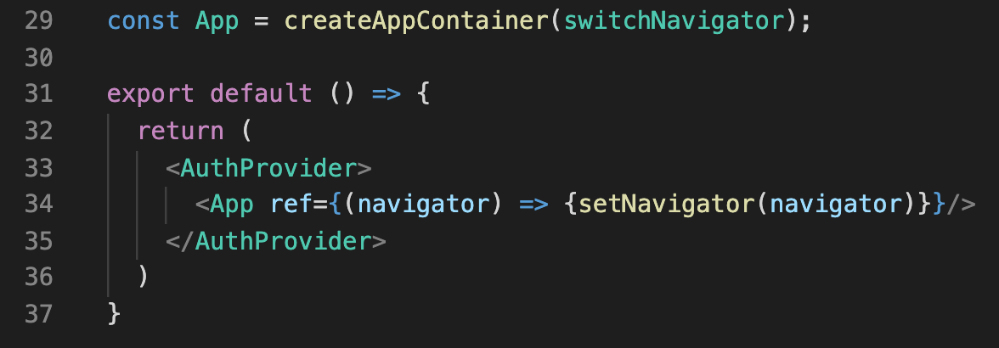 29 const App = createAppContainer(switchNavigator);
30
31 export default () => {
32 return (
33 <AuthProvider>
34 <App ref={(navigator) => {setNavigator(navigator)}}/>
35 </AuthProvider>
36 )
37 }